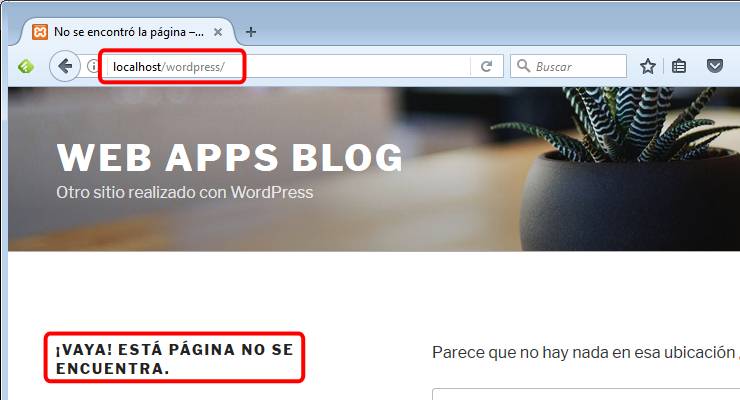 No se encontró la página –...
localhost/wordpress/
Buscar
WEB APPS BLOG
Otro sitio realizado con WordPress
¡VAYA! ESTÁ PÁGINA NO SE
ENCUENTRA.
Parece que no hay nada en esa ubicación